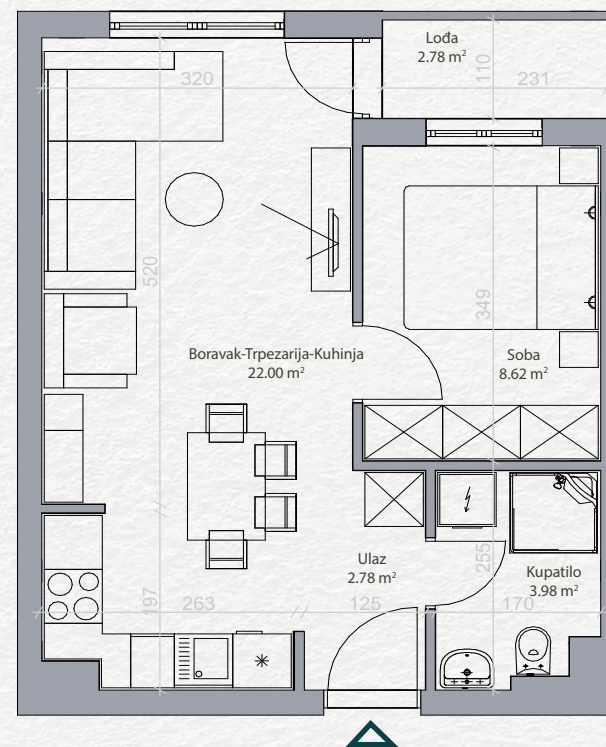 Lođa
2.78 m²
110
320
231
520
349
Boravak-Trpezarija-Kuhinja
22.00 m²
Soba
8.62 m²
Ulaz
2.78 m²
255
Kupatilo
3.98 m²
197
263
125
170